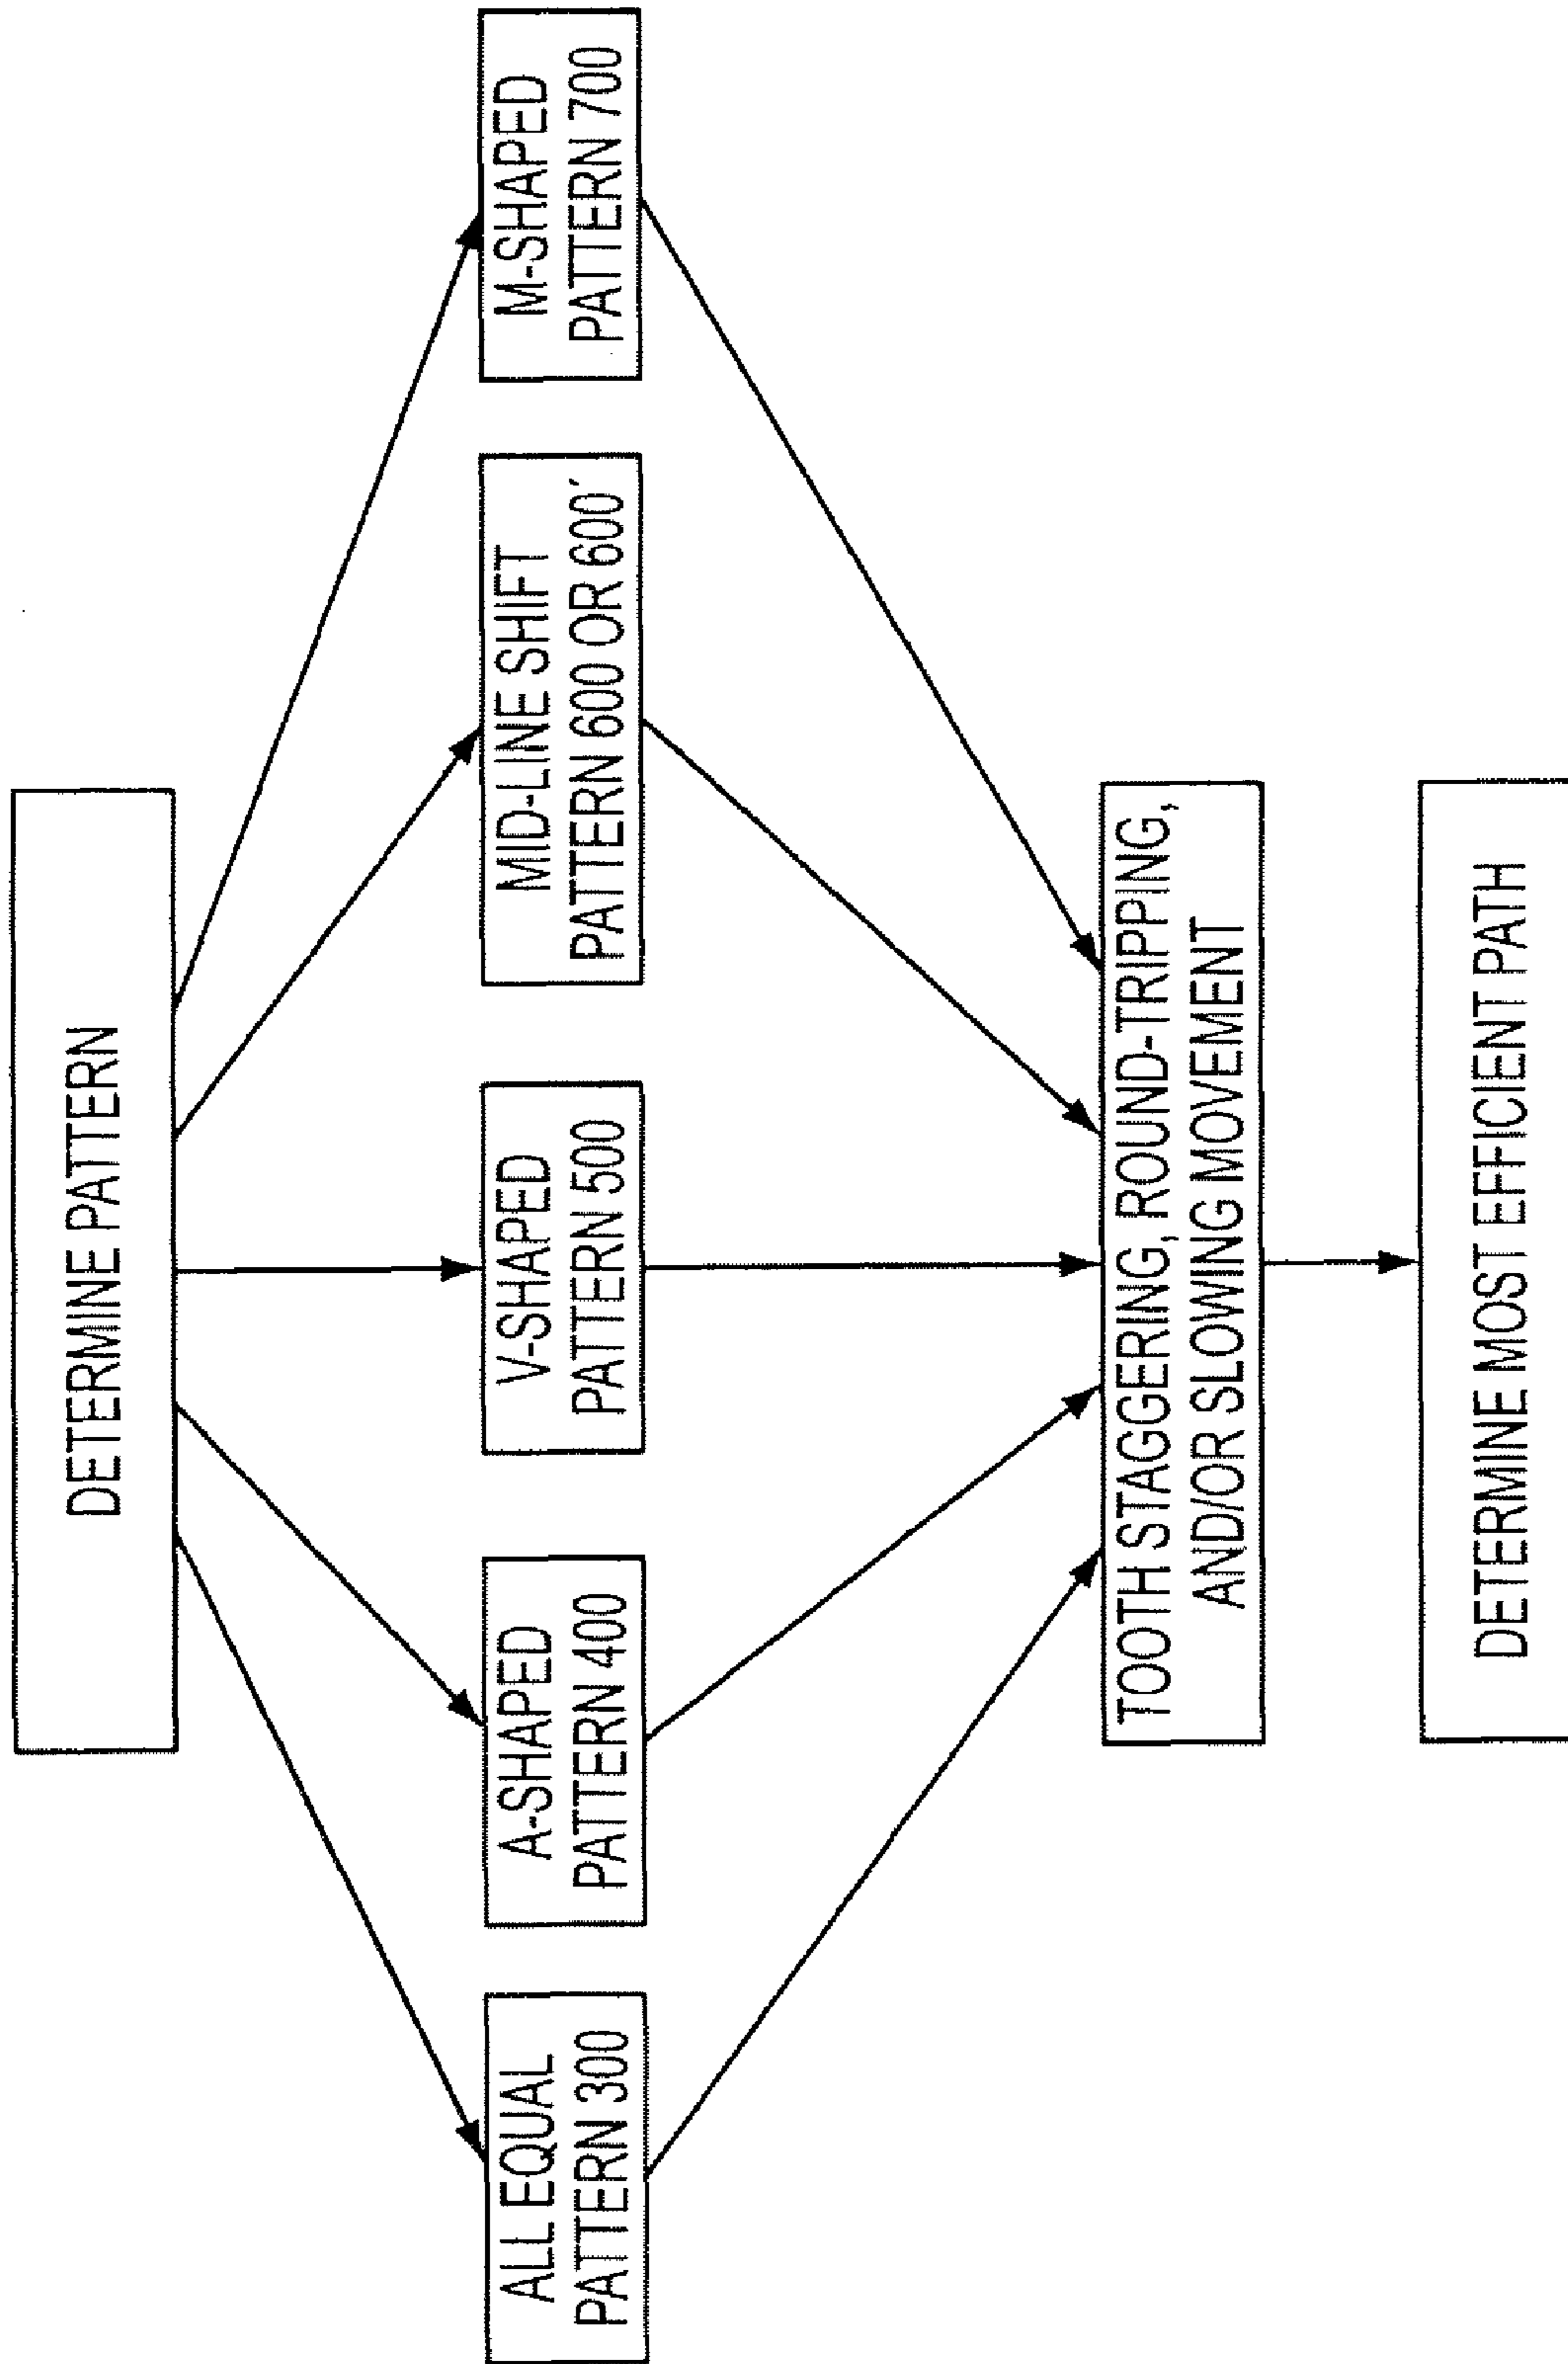 DETERMINE PATTERN
ALL EQUAL
PATTERN 300
A-SHAPED
PATTERN 400
V-SHAPED
PATTERN 500
MID-LINE SHIFT
PATTERN 600 OR 600´
M-SHAPED
PATTERN 700
TOOTH STAGGERING, ROUND-TRIPPING,
AND/OR SLOWING MOVEMENT
DETERMINE MOST EFFICIENT PATH